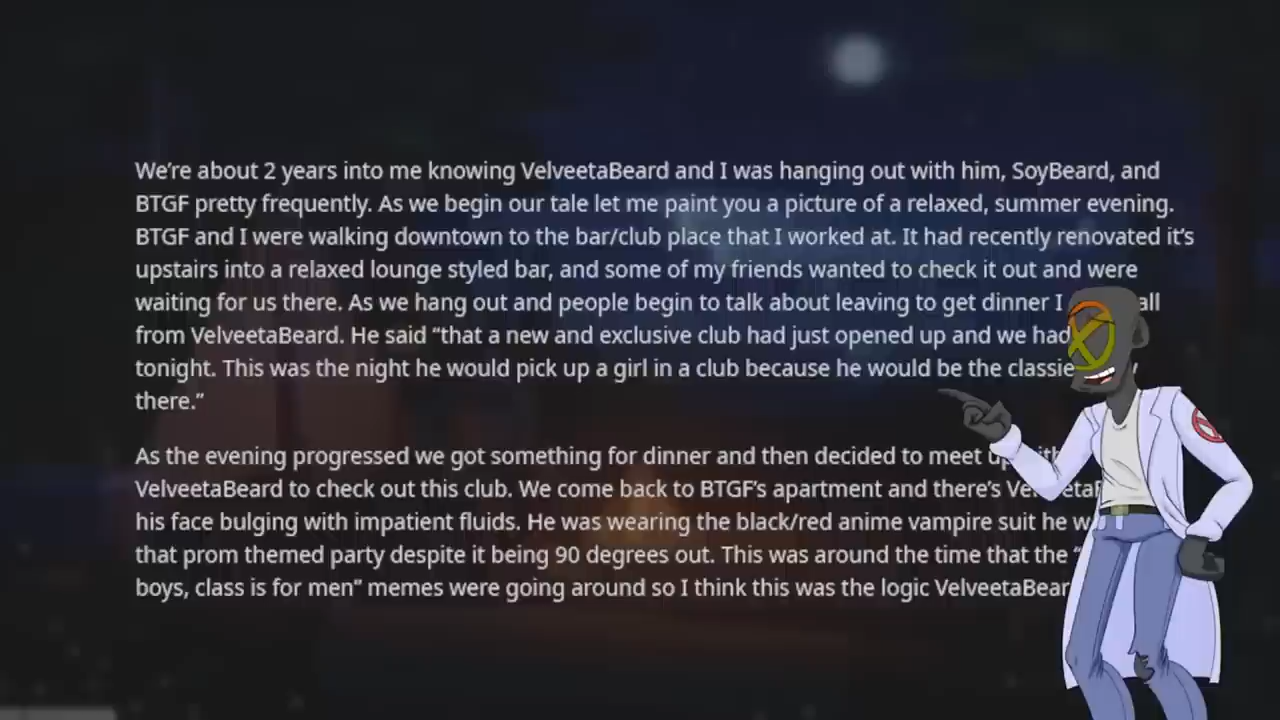 We’re about 2 years into me knowing VelveetaBeard and I was hanging out with him, SoyBeard, and
BTGF pretty frequently. As we begin our tale let me paint you a picture of a relaxed, summer evening.
BTGF and I were walking downtown to the bar/club place that I worked at. It had recently renovated it’s
upstairs into a relaxed lounge styled bar, and some of my friends wanted to check it out and were
waiting for us there. As we hang out and people begin to talk about leaving to get dinner I
from VelveetaBeard. He said “that a new and exclusive club had just opened up and we had
tonight. This was the night he would pick up a girl in a club because he would be the
there.”
As the evening progressed we got something for dinner and then decided to meet up
VelveetaBeard to check out this club. We come back to BTGF’s apartment and there’s
his face bulging with impatient fluids. He was wearing the black/red anime vampire suit he
that prom themed party despite it being 90 degrees out. This was around the time that the
boys, class is for men” memes were going around so I think this was the logic